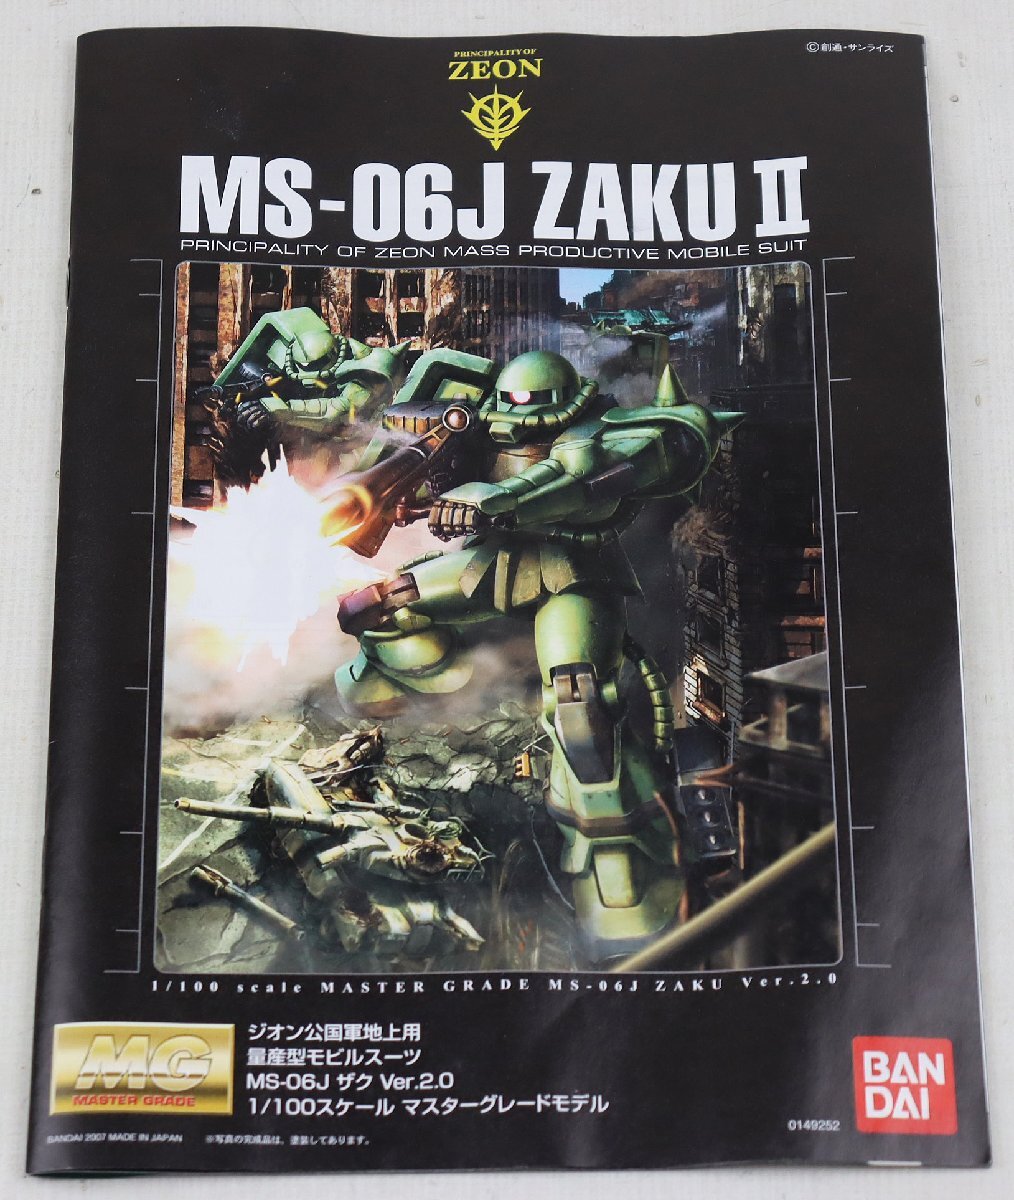 ©創通・サンライズ
PRINCIPALITY OF
ZEON
MS-06J ZAKU II
PRINCIPALITY OF ZEON MASS PRODUCTIVE MOBILE SUIT
1/100 scale MASTER GRADE MS-06J ZAKU Ver.2.0
MG
MASTER GRADE
ジオン公国軍地上用
量産型モビルスーツ
MS-06J ザク Ver.2.0
1/100スケール マスターグレードモデル
BAN
DAI
BANDAI 2007 MADE IN JAPAN
※写真の完成品は、塗装してあります。
0149252